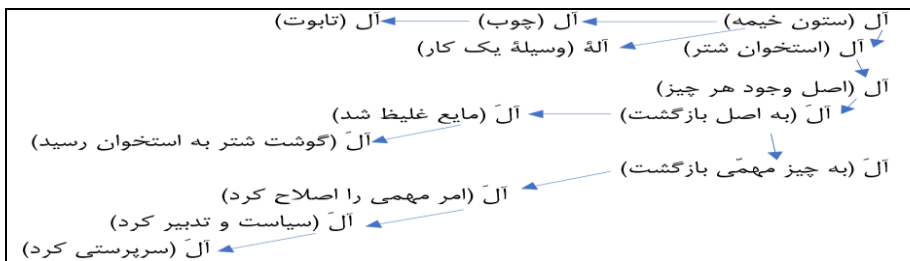 آل (ستون خیمه) آل (چوب) آل (تابوت)
آل (استخوان شتر) آلة (وسیلۀ یک کار)
آل (اصل وجود هر چیز)
آلَ (به اصل بازگشت) آلَ (مایع غلیظ شد)
آلَ (گوشت شتر به استخوان رسید)
آلَ (به چیز مهمّی بازگشت)
آلَ (امر مهمی را اصلاح کرد)
آلَ (سیاست و تدبیر کرد)
آلَ (سرپرستی کرد)